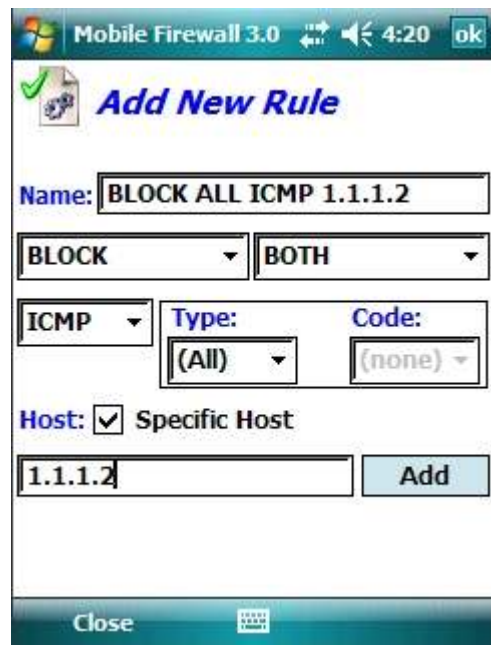 Mobile Firewall 3.0 4:20 ok
Add New Rule
Name: BLOCK ALL ICMP 1.1.1.2
BLOCK BOTH
ICMP Type: Code:
(All) (none)
Host: Specific Host
1.1.1.2 Add
Close